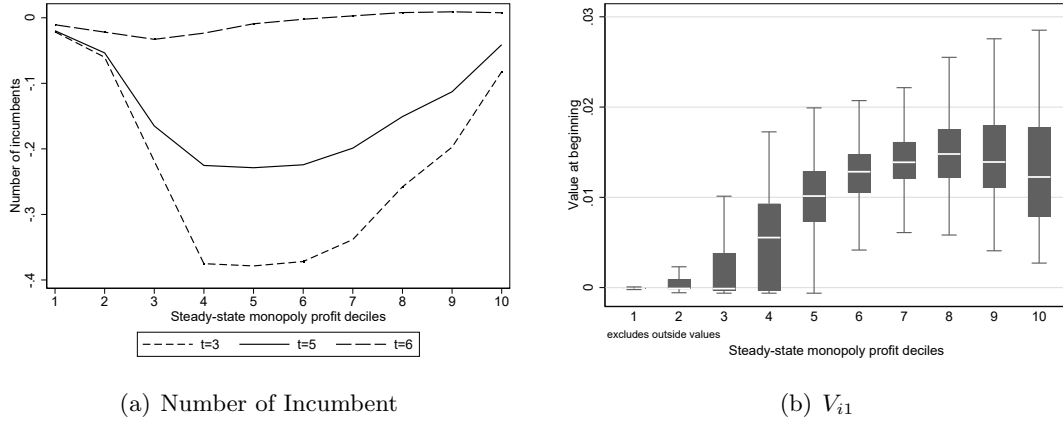 Number of incumbents
0
-.1
-.2
-.3
-.4
1 2 3 4 5 6 7 8 9 10
Steady-state monopoly profit deciles
t=3 t=5 t=6
(a) Number of Incumbent
Value at beginning
.03
.02
.01
0
1 2 3 4 5 6 7 8 9 10
excludes outside values
Steady-state monopoly profit deciles
(b) V_{i1}